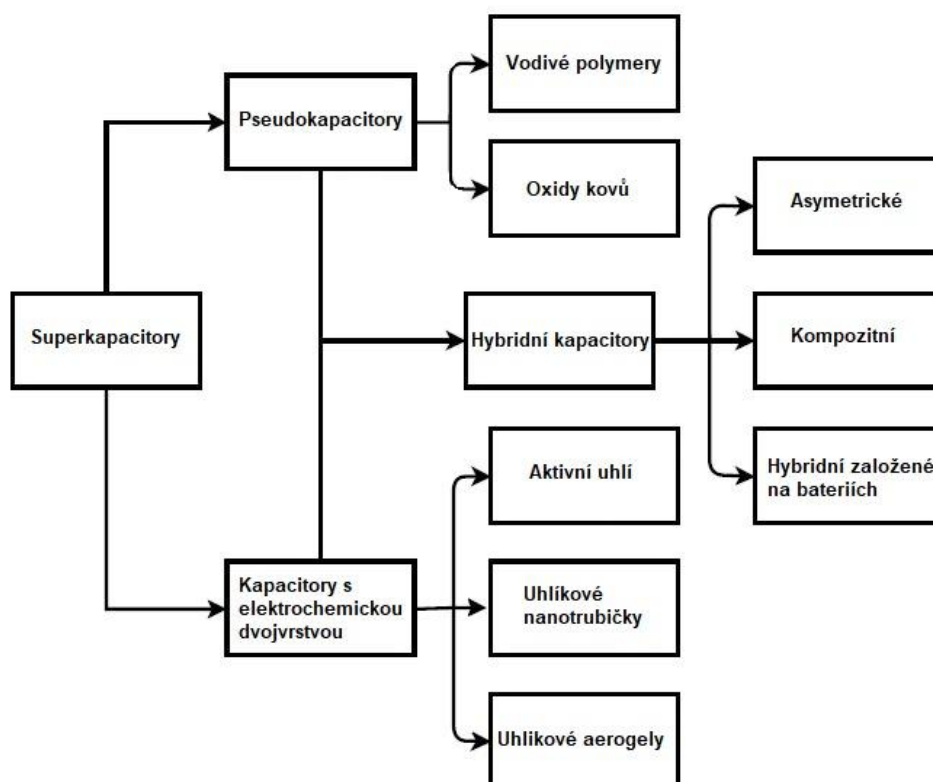 Vodivé polymery
Pseudokapacitory
Oxidy kovů
Asymetrické
Superkapacitory
Hybridní kapacitory
Kompozitní
Aktivní uhlí
Hybridní založené
na bateriích
Kapacitory s
elektrochemickou
dvojvrstvou
Uhlíkové
nanotrubičky
Uhlikové aerogely